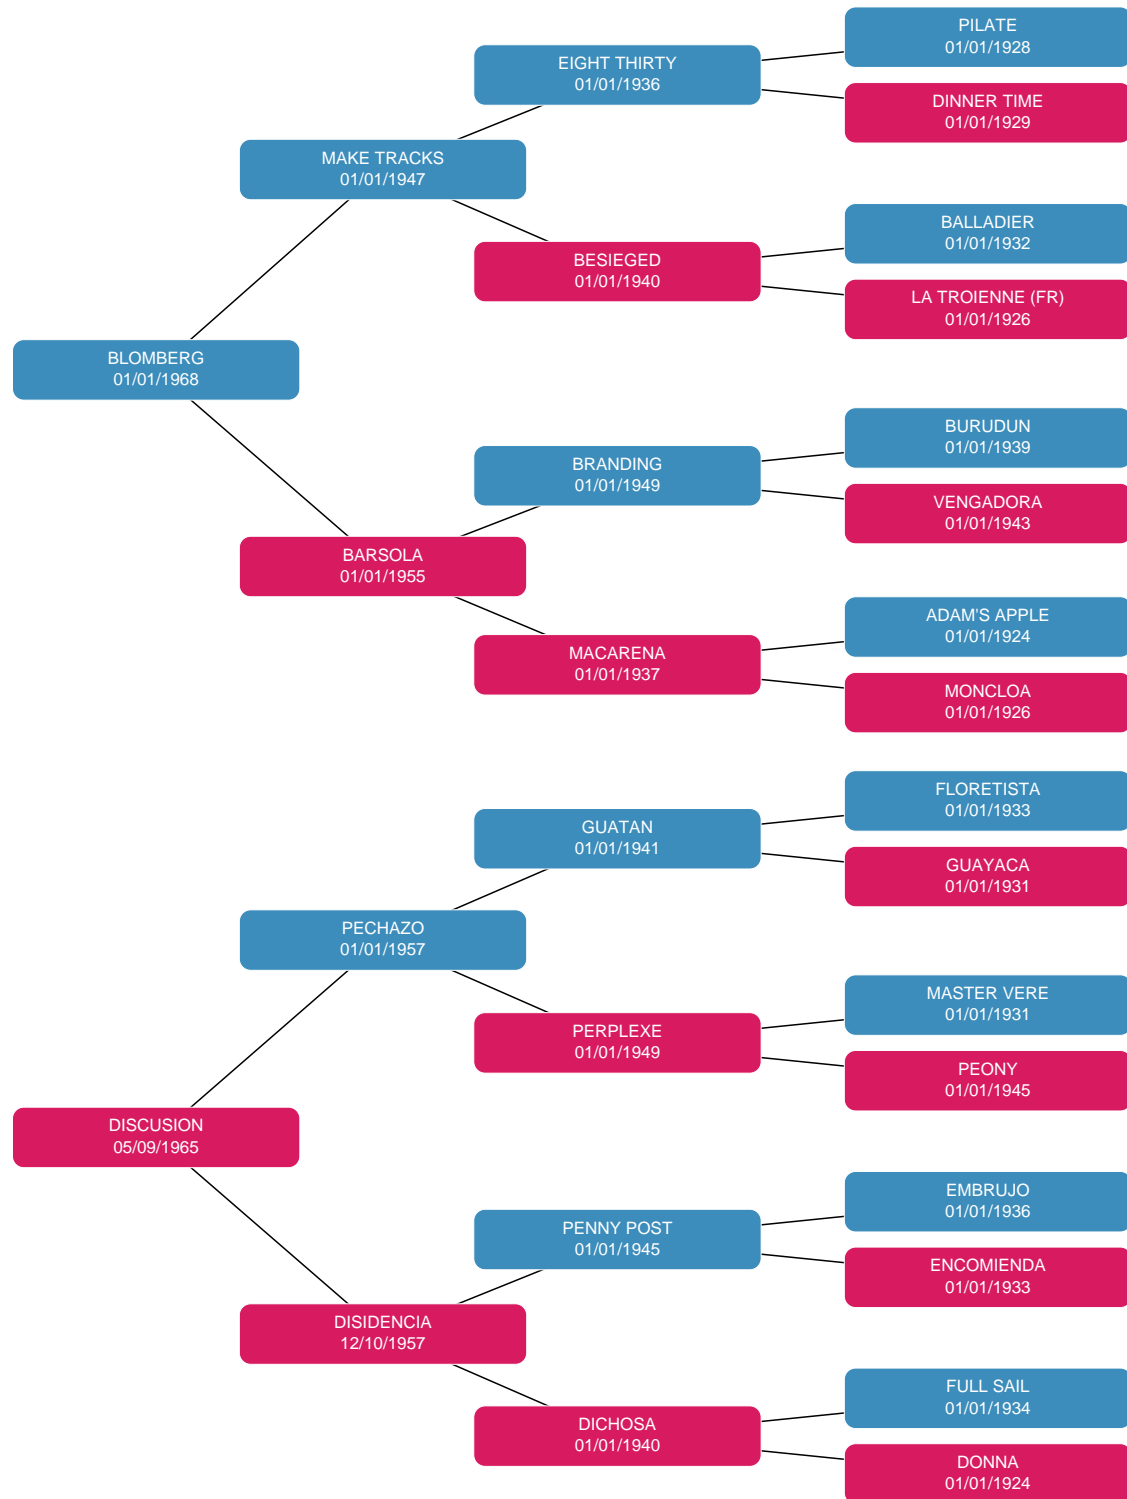 PILATE
01/01/1928
EIGHT THIRTY
01/01/1936
DINNER TIME
01/01/1929
MAKE TRACKS
01/01/1947
BALLADIER
01/01/1932
BESIEGED
01/01/1940
LA TROIENNE (FR)
01/01/1926
BLOMBERG
01/01/1968
BURUDUN
01/01/1939
BRANDING
01/01/1949
VENGADORA
01/01/1943
BARSOLA
01/01/1955
ADAM'S APPLE
01/01/1924
MACARENA
01/01/1937
MONCLOA
01/01/1926
FLORETISTA
01/01/1933
GUATAN
01/01/1941
GUAYACA
01/01/1931
PECHAZO
01/01/1957
MASTER VERE
01/01/1931
PERPLEXE
01/01/1949
PEONY
01/01/1945
DISCUSION
05/09/1965
EMBRUJO
01/01/1936
PENNY POST
01/01/1945
ENCOMIENDA
01/01/1933
DISIDENCIA
12/10/1957
FULL SAIL
01/01/1934
DICHOSA
01/01/1940
DONNA
01/01/1924